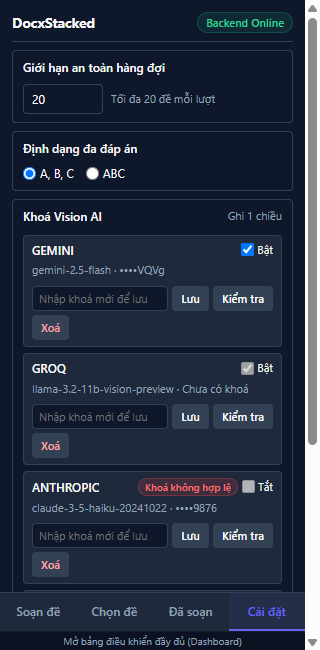 DocxStacked
Backend Online
Giới hạn an toàn hàng đợi
20
Tối đa 20 đề mỗi lượt
Định dạng đa đáp án
A, B, C
ABC
Khoá Vision AI
Ghi 1 chiều
GEMINI
Bật
gemini-2.5-flash · ••••VQVg
Nhập khoá mới để lưu
Lưu
Kiểm tra
Xoá
GROQ
Bật
llama-3.2-11b-vision-preview · Chưa có khoá
Nhập khoá mới để lưu
Lưu
Kiểm tra
Xoá
ANTHROPIC
Khoá không hợp lệ
Tắt
claude-3-5-haiku-20241022 · ••••9876
Nhập khoá mới để lưu
Lưu
Kiểm tra
Xoá
Soạn đề
Chọn đề
Đã soạn
Cài đặt
Mở bảng điều khiển đầy đủ (Dashboard)